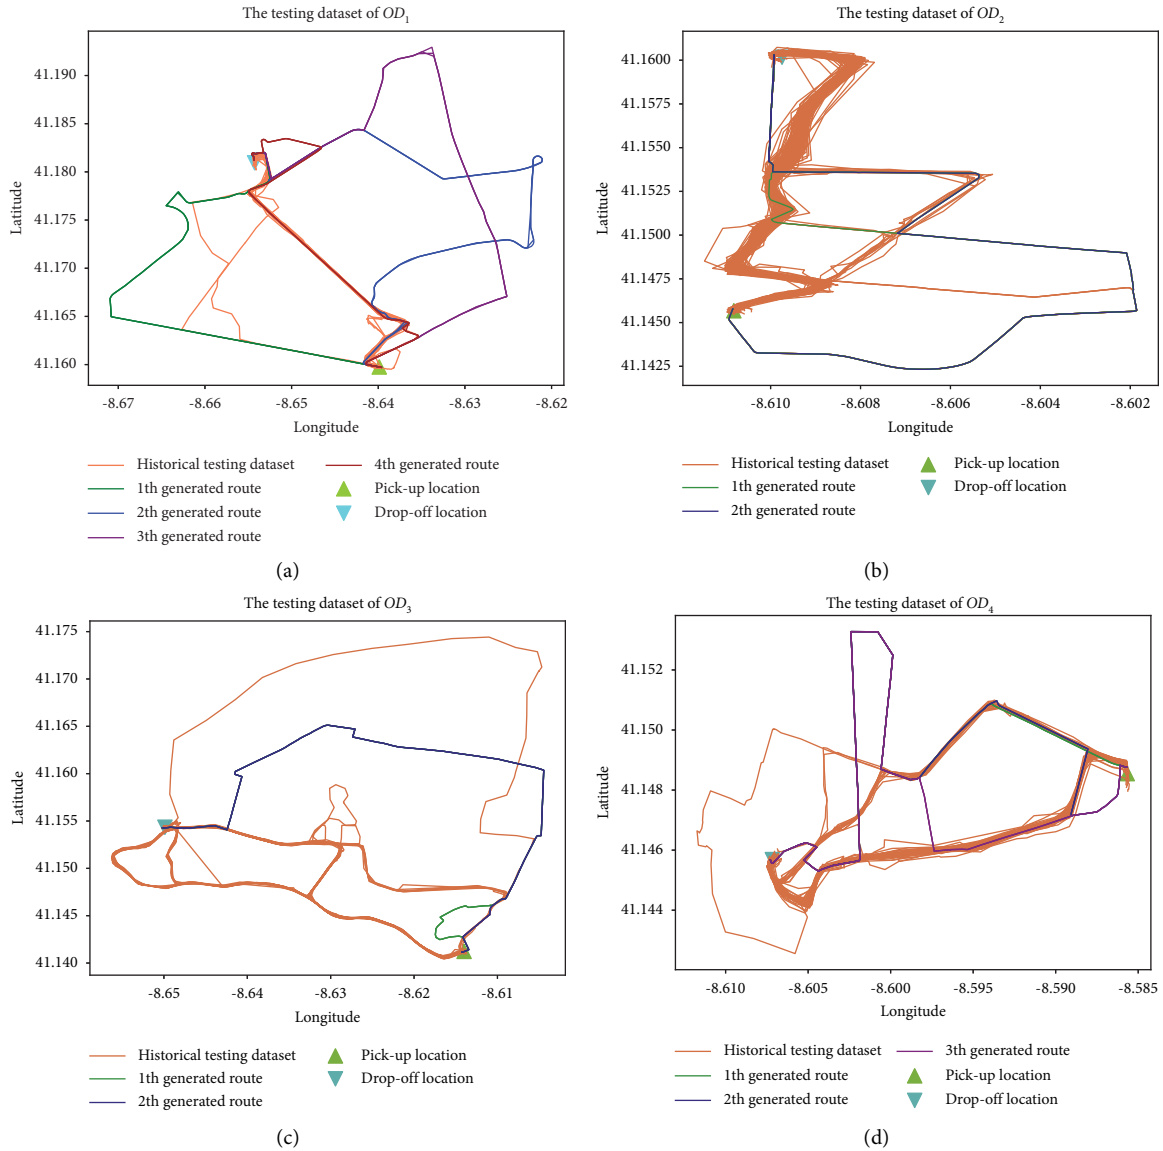 The testing dataset of OD1
41.190
41.185
41.180
41.175
41.170
41.165
41.160
Latitude
-8.67 -8.66 -8.65 -8.64 -8.63 -8.62
Longitude
Historical testing dataset
1th generated route
2th generated route
3th generated route
4th generated route
Pick-up location
Drop-off location
(a)
The testing dataset of OD2
41.1600
41.1575
41.1550
41.1525
41.1500
41.1475
41.1450
41.1425
Latitude
-8.610 -8.608 -8.606 -8.604 -8.602
Longitude
Historical testing dataset
1th generated route
2th generated route
Pick-up location
Drop-off location
(b)
The testing dataset of OD3
41.175
41.170
41.165
41.160
41.155
41.150
41.145
41.140
Latitude
-8.65 -8.64 -8.63 -8.62 -8.61
Longitude
Historical testing dataset
1th generated route
2th generated route
Pick-up location
Drop-off location
(c)
The testing dataset of OD4
41.152
41.150
41.148
41.146
41.144
Latitude
-8.610 -8.605 -8.600 -8.595 -8.590 -8.585
Longitude
Historical testing dataset
1th generated route
2th generated route
3th generated route
Pick-up location
Drop-off location
(d)